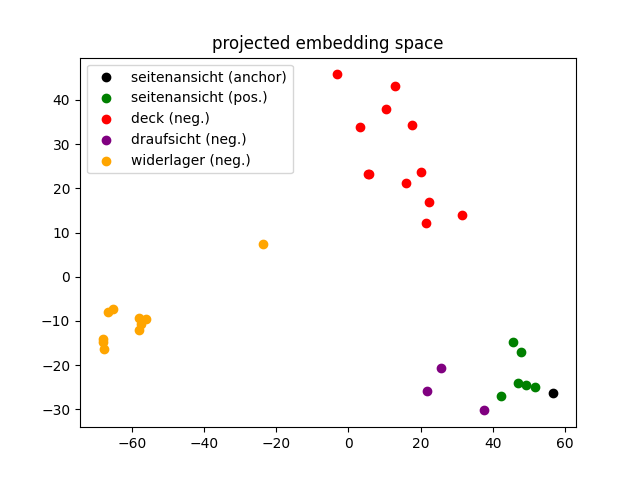 projected embedding space
seitenansicht (anchor)
seitenansicht (pos.)
deck (neg.)
draufsicht (neg.)
widerlager (neg.)
40
30
20
10
0
−10
−20
−30
−60
−40
−20
0
20
40
60